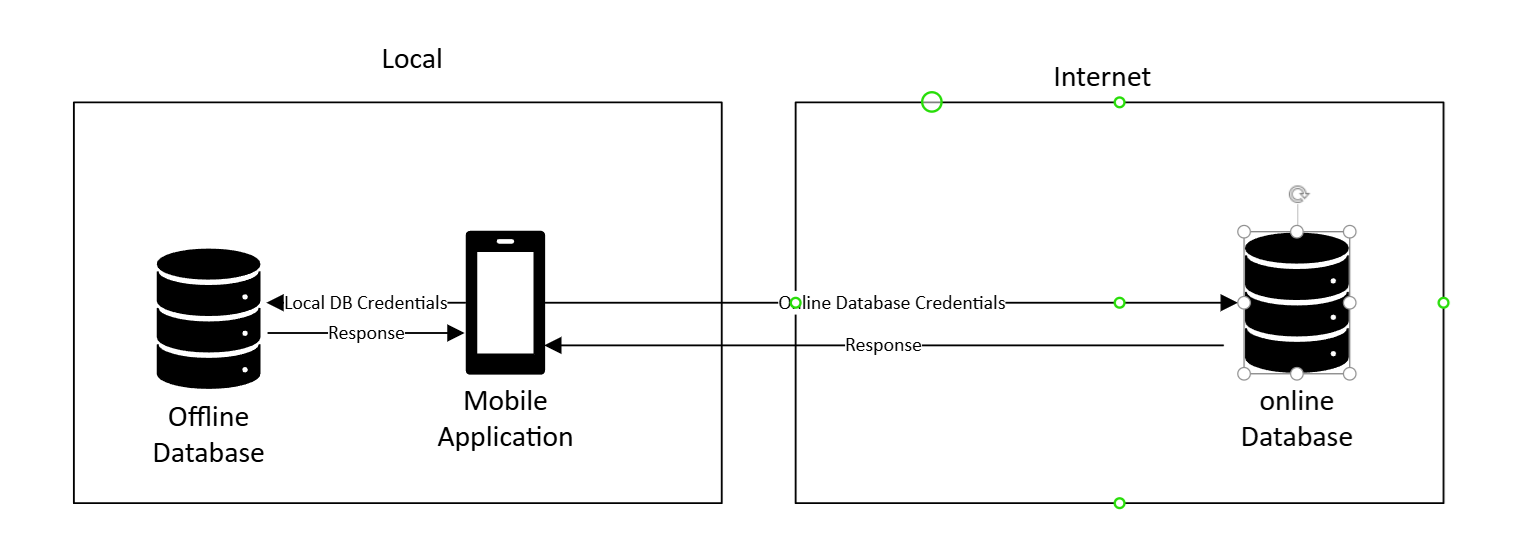 Local
Internet
Local DB Credentials
Online Database Credentials
Response
Response
Offline
Database
Mobile
Application
online
Database